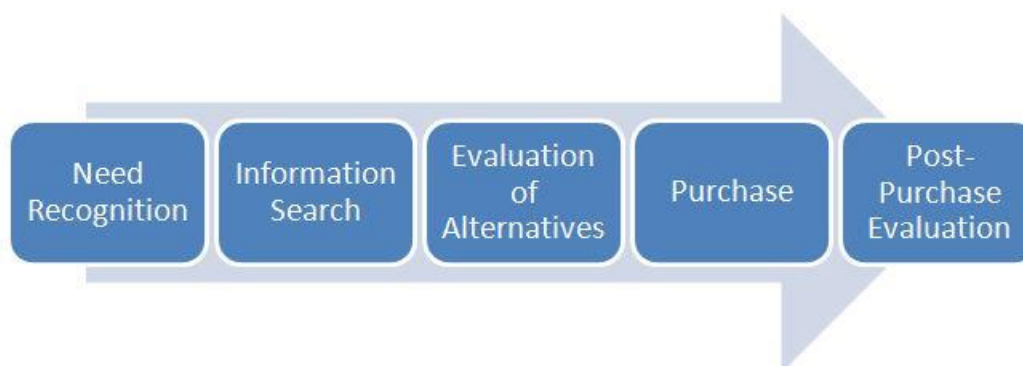 Need
Recognition
Information
Search
Evaluation
of
Alternatives
Purchase
Post-
Purchase
Evaluation